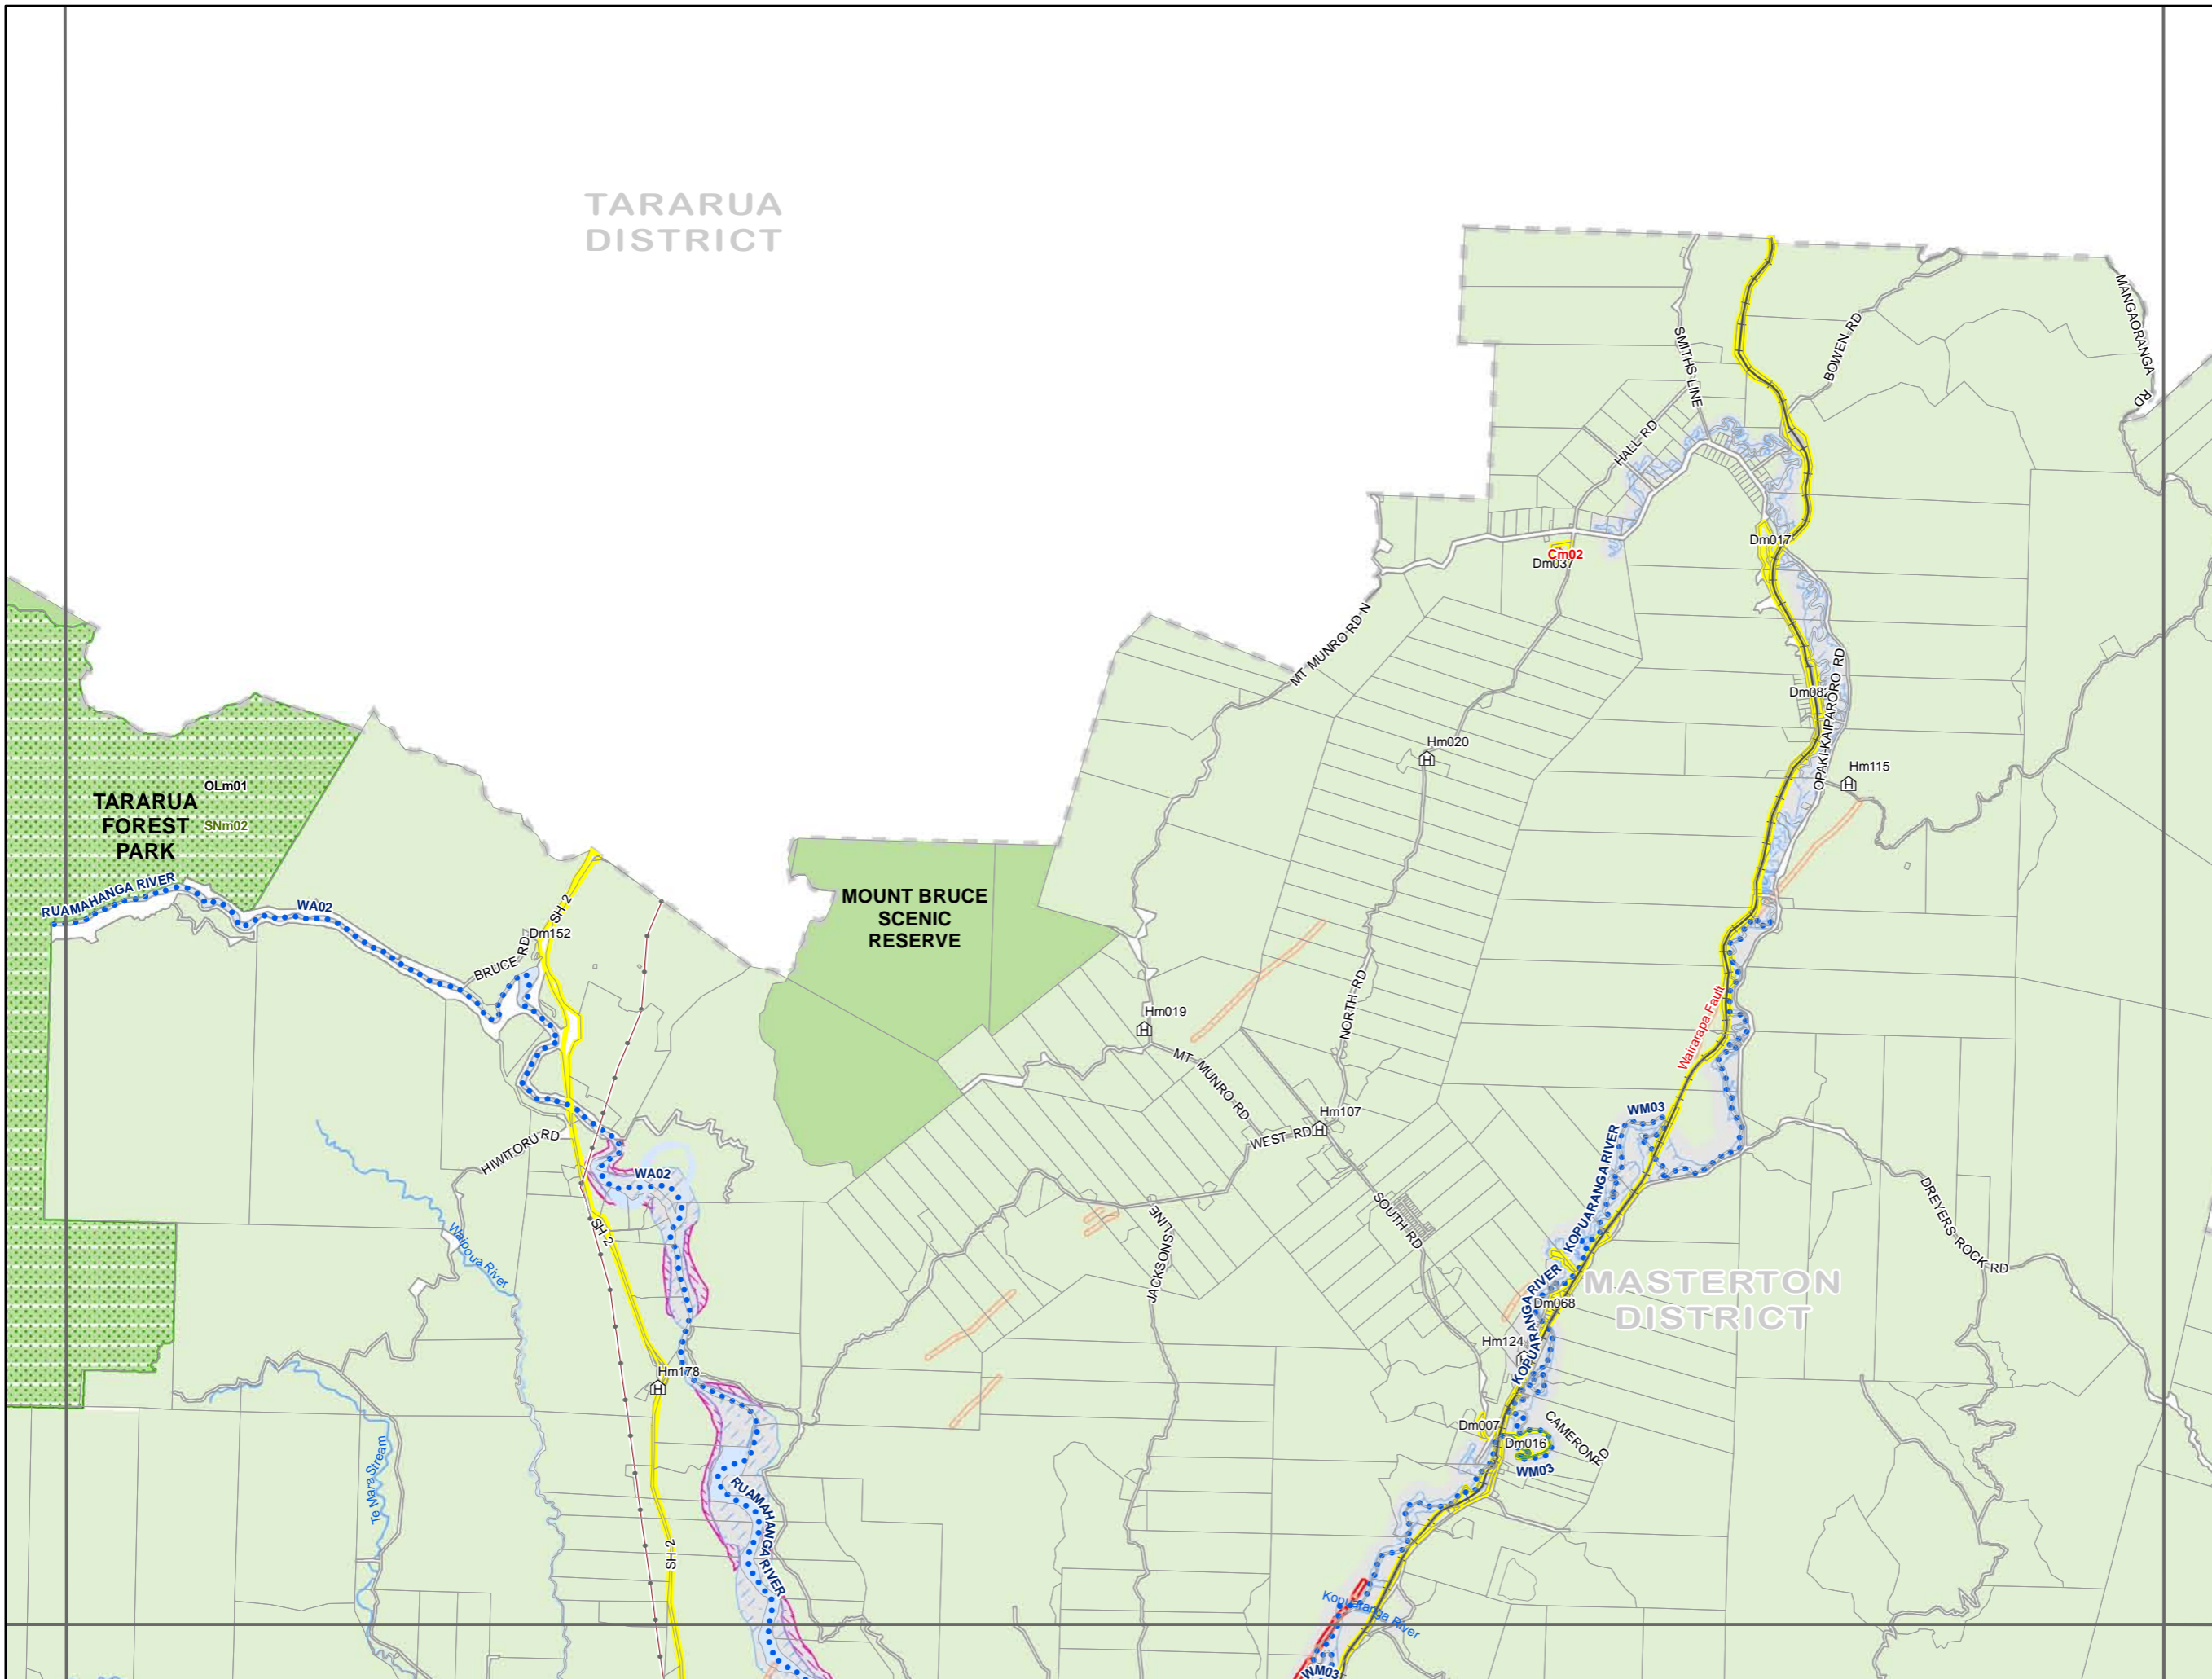 TARARUA
DISTRICT
MANGAORANGA RD
SMITHS LINE
BOWEN RD
HALL RD
Dm017
Cm02
Dm037
MT MUNRO RD N
OPAKI-KAIPARORO RD
Dm082
Hm020
Hm115
OLm01
TARARUA
FOREST
PARK
SNm02
RUAMAHANGA RIVER
WA02
SH 2
Dm152
BRUCE RD
MOUNT BRUCE
SCENIC
RESERVE
Hm019
NORTH RD
Wairarapa Fault
MT MUNRO RD
Hm107
WEST RD
WM03
KOPUARANGA RIVER
HIWITORU RD
WA02
SH 2
Waipoua River
JACKSONS LINE
SOUTH RD
DREYERS ROCK RD
KOPUARANGA RIVER
MASTERTON
DISTRICT
Dm068
Hm124
KOPUARANGA RIVER
Hm178
Dm007
Dm016
CAMERON RD
WM03
Te Mara Stream
RUAMAHANGA RIVER
SH 2
Kopuaranga River
WM03